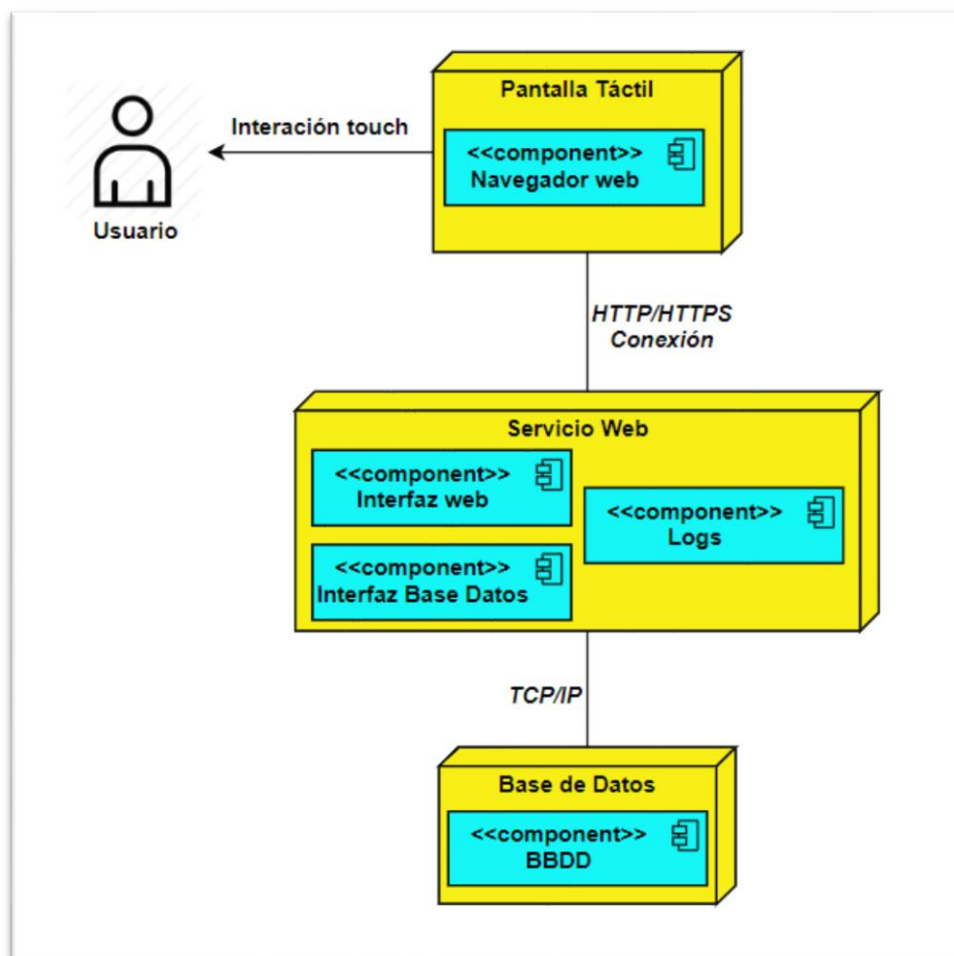 Pantalla Táctil
<<component>>
Navegador web
Interación touch
Usuario
HTTP/HTTPS
Conexión
Servicio Web
<<component>>
Interfaz web
<<component>>
Logs
<<component>>
Interfaz Base Datos
TCP/IP
Base de Datos
<<component>>
BBDD